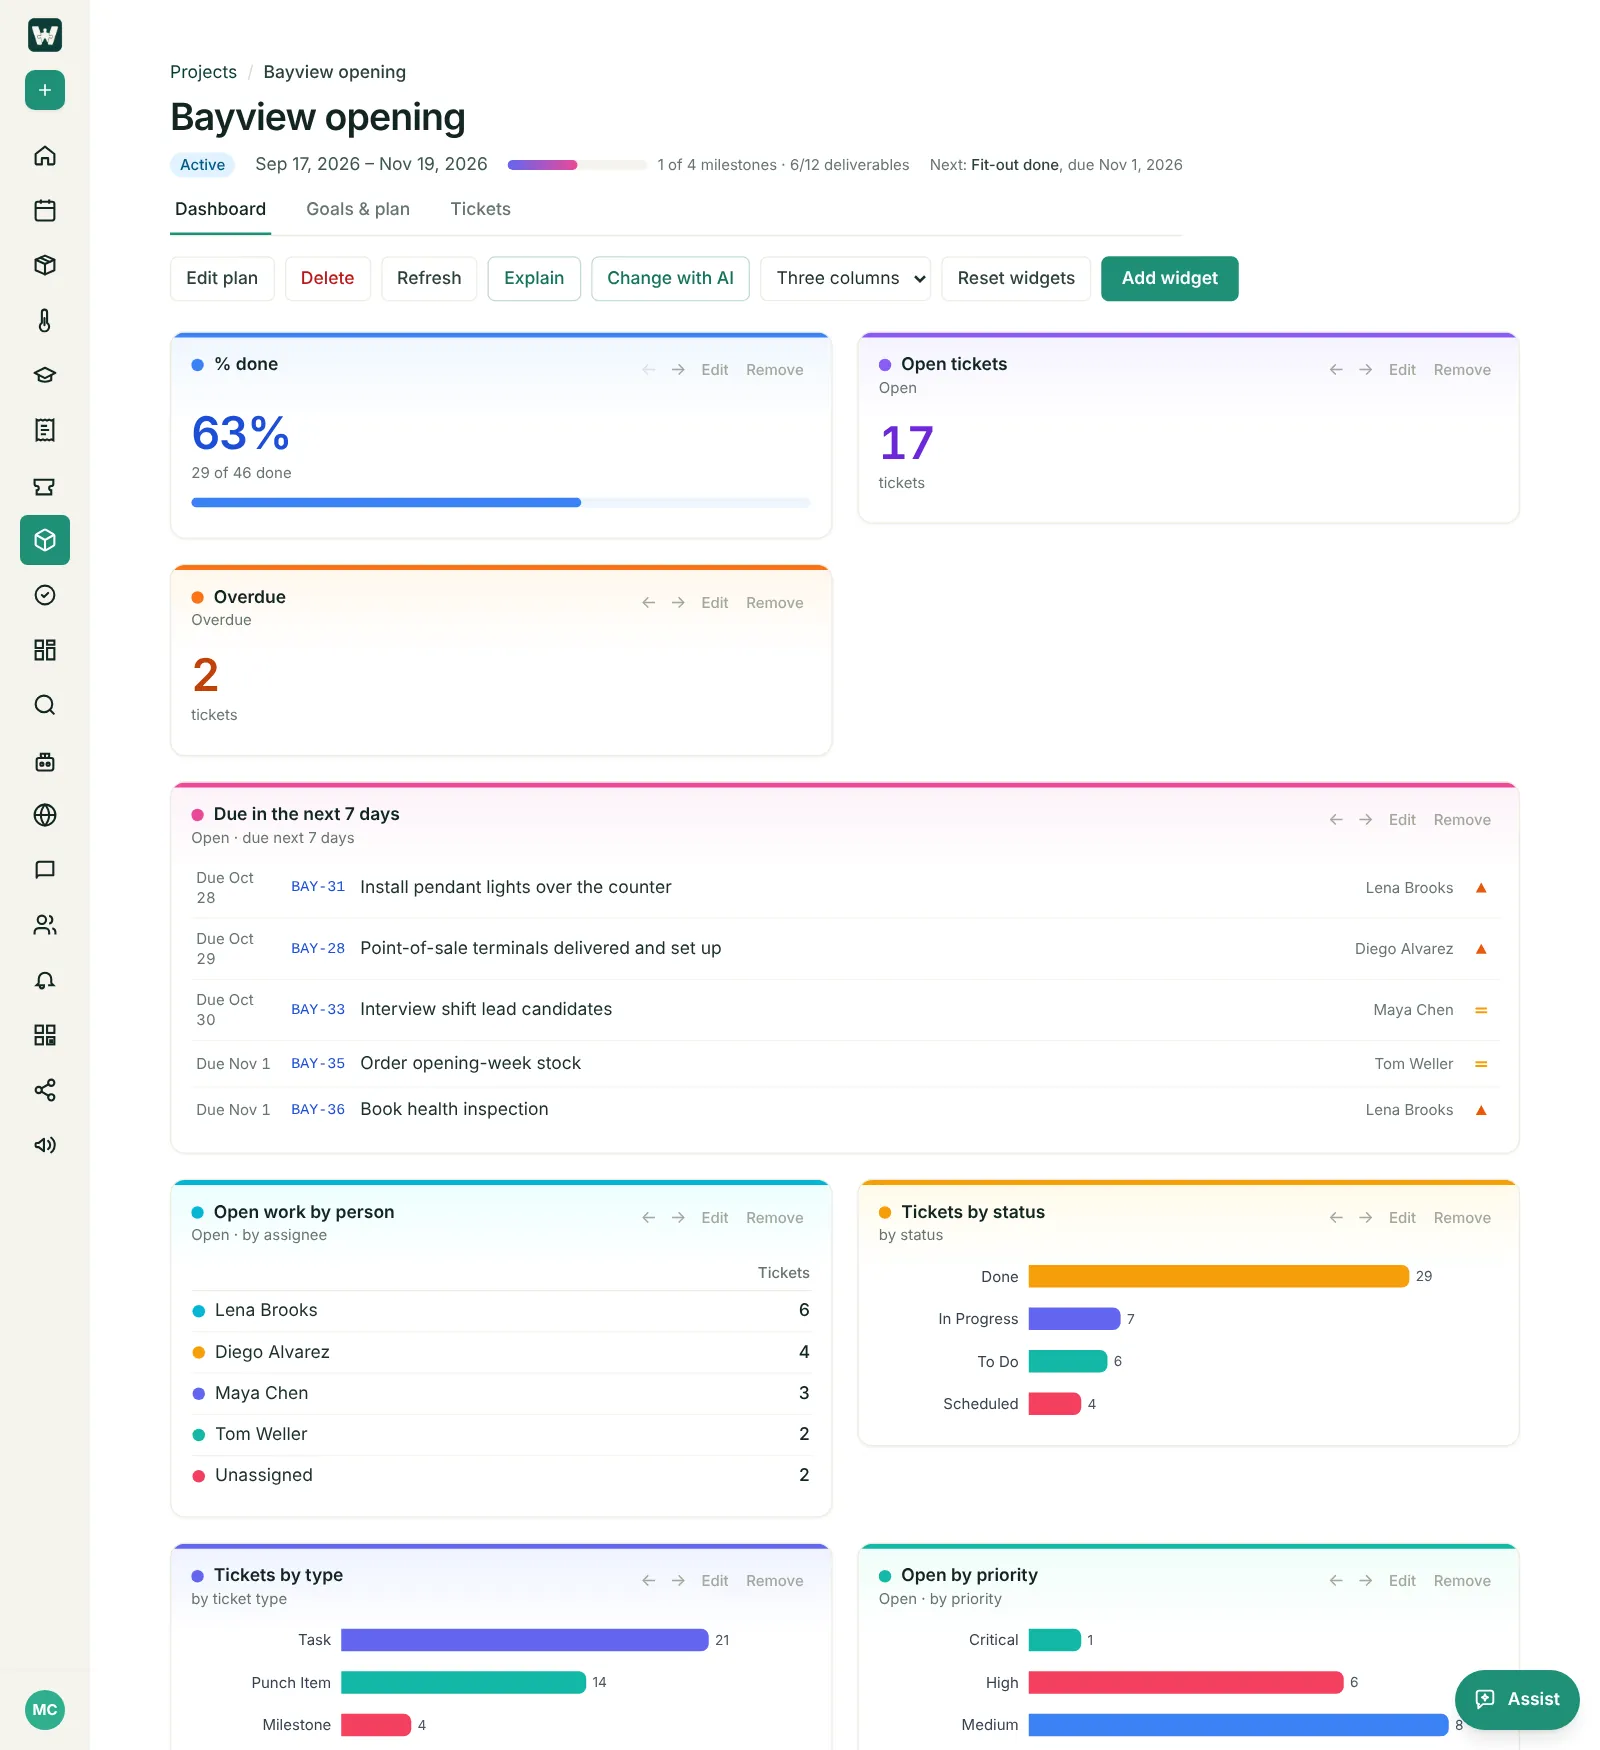 W
+
Projects / Bayview opening
Bayview opening
Active Sep 17, 2026 – Nov 19, 2026 1 of 4 milestones · 6/12 deliverables Next: Fit-out done, due Nov 1, 2026
Dashboard Goals & plan Tickets
Edit plan Delete Refresh Explain Change with AI Three columns Reset widgets Add widget
% done ← → Edit Remove
63%
29 of 46 done
Open tickets ← → Edit Remove
Open
17
tickets
Overdue ← → Edit Remove
Overdue
2
tickets
Due in the next 7 days ← → Edit Remove
Open · due next 7 days
Due Oct 28 BAY-31 Install pendant lights over the counter Lena Brooks
Due Oct 29 BAY-28 Point-of-sale terminals delivered and set up Diego Alvarez
Due Oct 30 BAY-33 Interview shift lead candidates Maya Chen
Due Nov 1 BAY-35 Order opening-week stock Tom Weller
Due Nov 1 BAY-36 Book health inspection Lena Brooks
Open work by person ← → Edit Remove
Open · by assignee
Tickets
Lena Brooks 6
Diego Alvarez 4
Maya Chen 3
Tom Weller 2
Unassigned 2
Tickets by status ← → Edit Remove
by status
Done 29
In Progress 7
To Do 6
Scheduled 4
Tickets by type ← → Edit Remove
by ticket type
Task 21
Punch Item 14
Milestone 4
Open by priority ← → Edit Remove
Open · by priority
Critical 1
High 6
Medium 8
MC
Assist